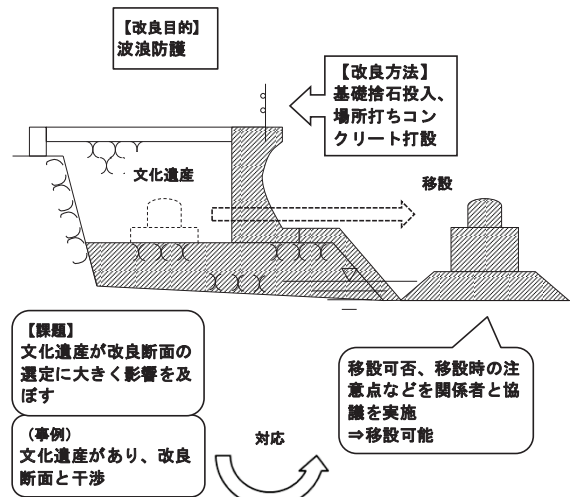 【改良目的】
波浪防護
【改良方法】
基礎捨石投入、
場所打ちコン
クリート打設
文化遺産
移設
【課題】
文化遺産が改良断面の
選定に大きく影響を及
ぼす
（事例）
文化遺産があり、改良
断面と干渉
対応
移設可否、移設時の注
意点などを関係者と協
議を実施
⇒移設可能